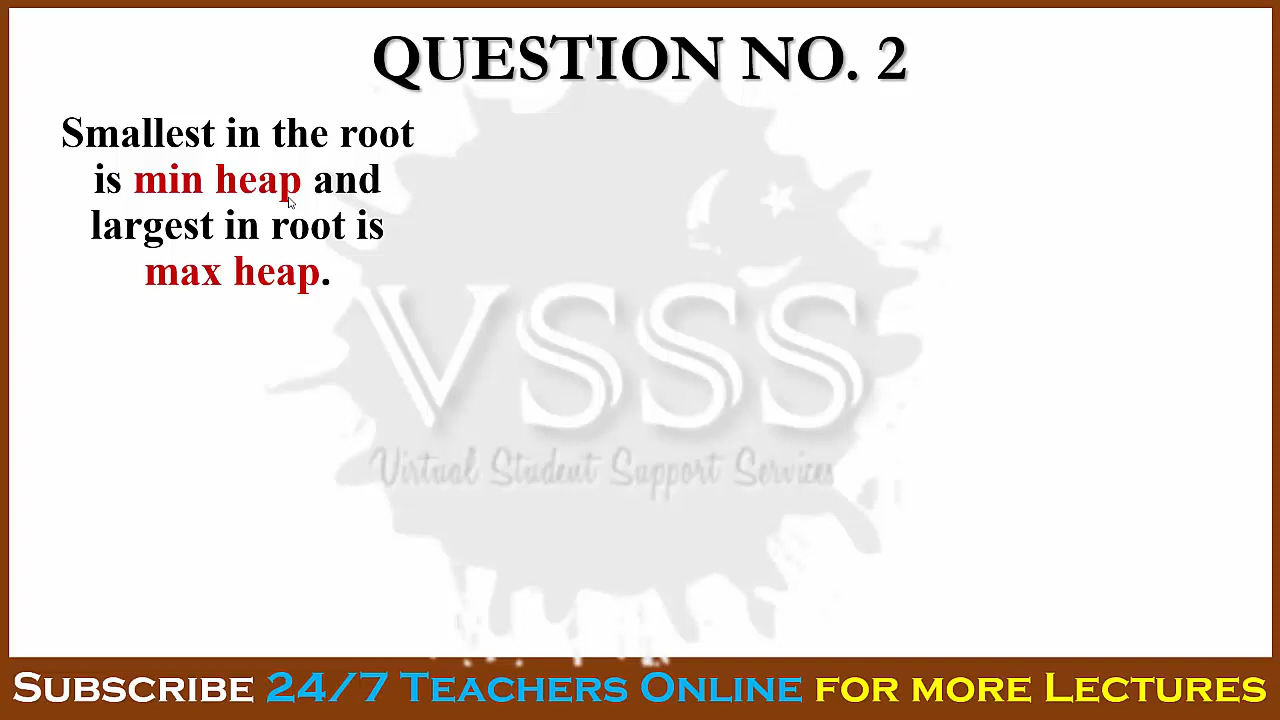 QUESTION NO. 2
Smallest in the root
is min heap and
largest in root is
max heap.
VSSS
Virtual Student Support Services
SUBSCRIBE 24/7 TEACHERS ONLINE FOR MORE LECTURES